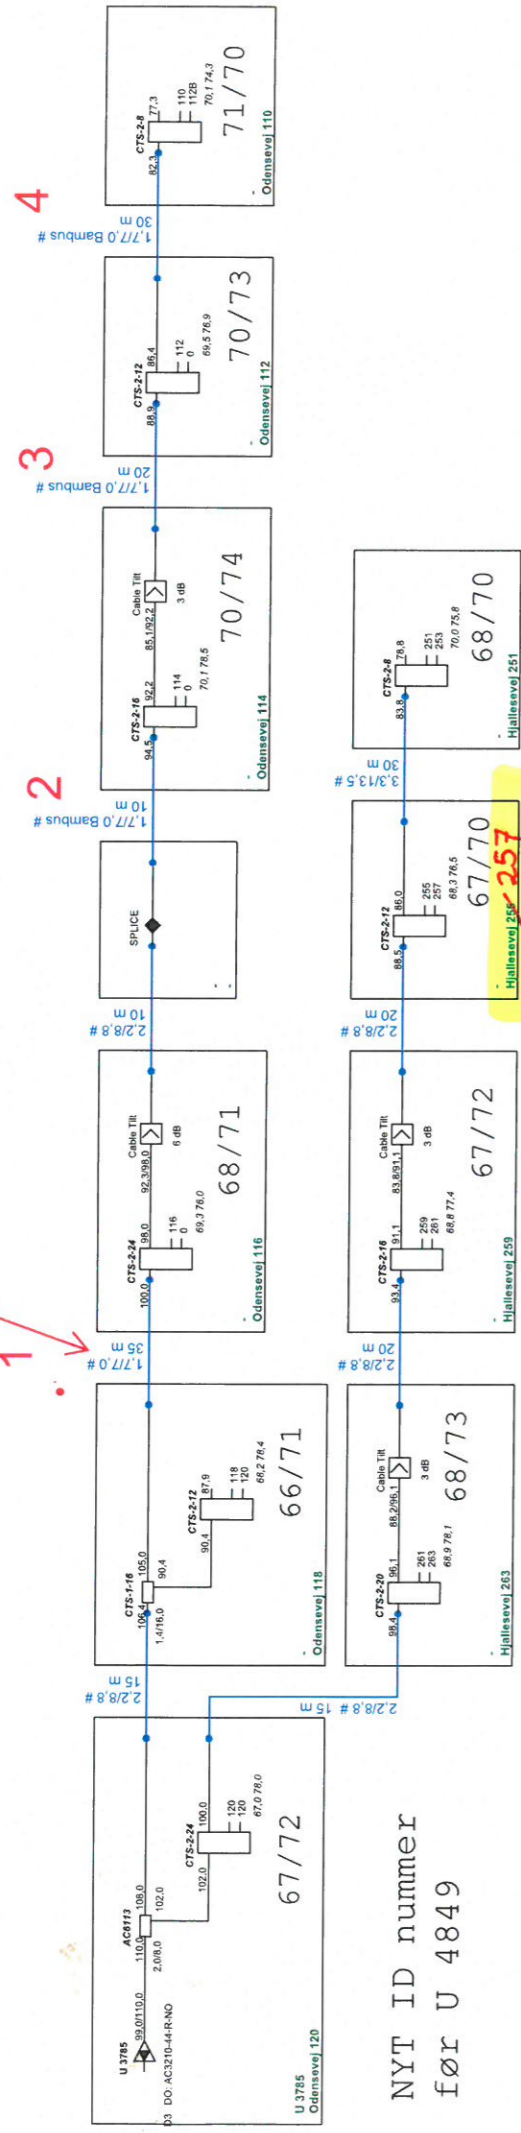 U 3785
99,0/110,0
D3 DO: AC3210-44-R-NO
AC6113
110,0
108,0
102,0
2,0/8,0
CTS-2-24
102,0
100,0
120
120
67,0 78,0
67/72
U 3785
Odensevej 120
2,2/8,8 #
15 m
CTS-1-16
106,4
105,0
1,4/16,0
90,4
CTS-2-12
90,4
87,9
118
120
68,2 78,4
66/71
Odensevej 118
1
1,7/7,0 #
35 m
CTS-2-24
100,0
98,0
116
0
69,3 76,0
Cable Tilt
92,3/98,0
6 dB
68/71
Odensevej 116
2,2/8,8 #
10 m
SPLICE
2
1,7/7,0 Bambus #
10 m
CTS-2-16
94,5
92,2
114
0
70,1 78,5
Cable Tilt
85,1/92,2
3 dB
70/74
Odensevej 114
3
1,7/7,0 Bambus #
20 m
CTS-2-12
88,9
86,4
112
0
69,5 76,9
70/73
Odensevej 112
4
1,7/7,0 Bambus #
30 m
CTS-2-8
82,3
77,3
110
112B
70,1 74,3
71/70
Odensevej 110
2,2/8,8 # 15 m
CTS-2-20
98,4
96,1
261
263
68,9 78,1
Cable Tilt
88,2/96,1
3 dB
68/73
Hjallesevej 263
2,2/8,8 #
20 m
CTS-2-16
93,4
91,1
259
261
68,8 77,4
Cable Tilt
83,8/91,1
3 dB
67/72
Hjallesevej 259
2,2/8,8 #
20 m
CTS-2-12
88,5
86,0
255
257
68,3 76,5
67/70
Hjallesevej 255
257
3,3/13,5 #
30 m
CTS-2-8
83,8
78,8
251
253
70,0 75,8
68/70
Hjallesevej 251
NYT ID nummer
før U 4849